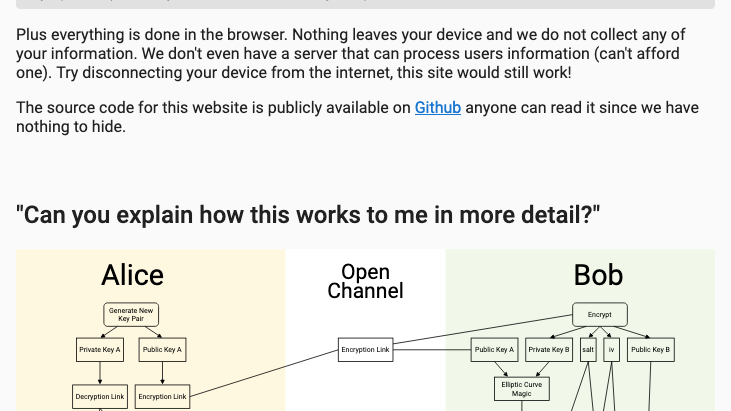 Plus everything is done in the browser. Nothing leaves your device and we do not collect any of
your information. We don't even have a server that can process users information (can't afford
one). Try disconnecting your device from the internet, this site would still work!
The source code for this website is publicly available on Github anyone can read it since we have
nothing to hide.
"Can you explain how this works to me in more detail?"
Alice
Open
Channel
Bob
Generate New
Key Pair
Encrypt
Private Key A
Public Key A
Encryption Link
Public Key A
Private Key B
salt
iv
Public Key B
Decryption Link
Encryption Link
Elliptic Curve
Magic